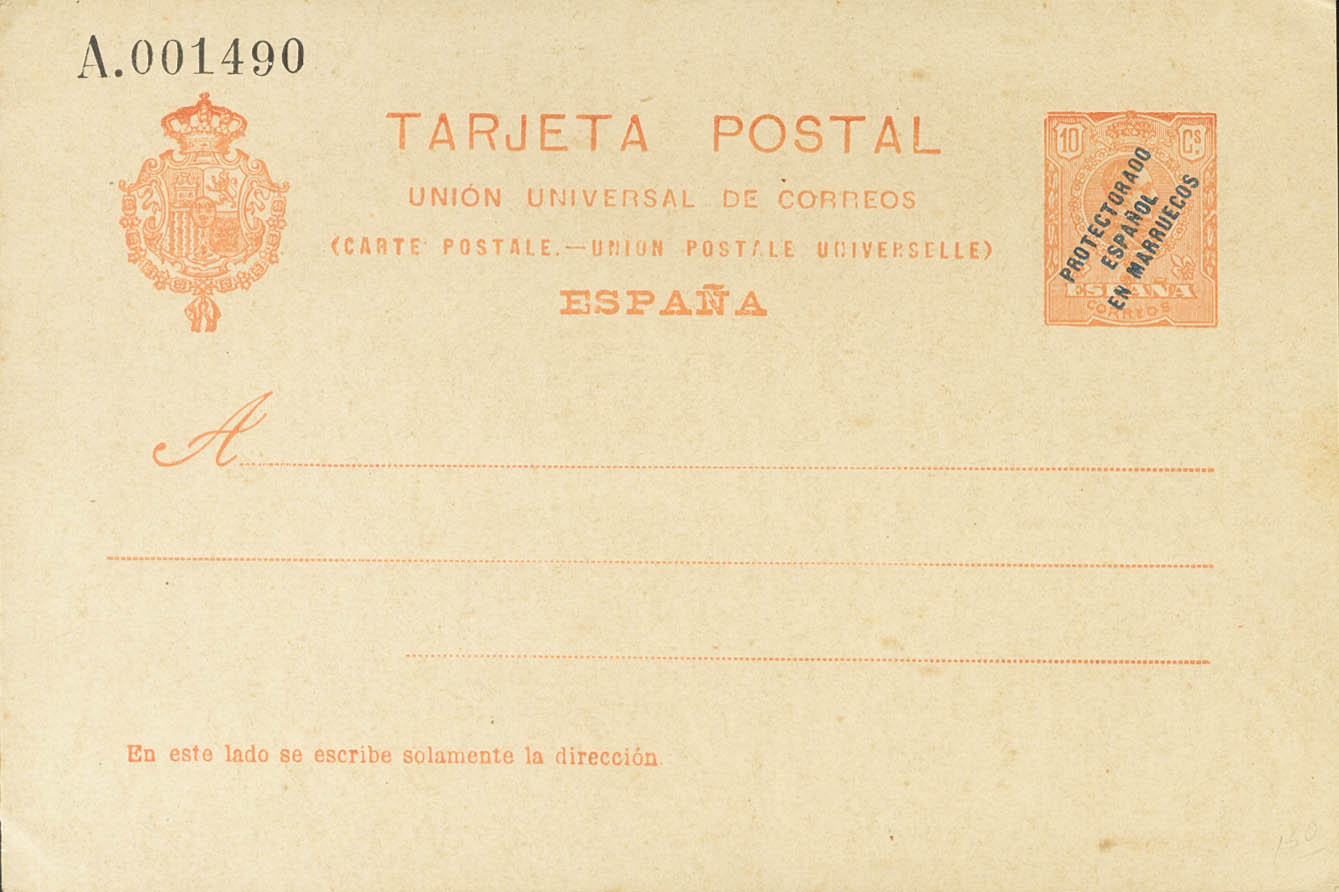 A.001490
TARJETA POSTAL
UNIÓN UNIVERSAL DE CORREOS
(CARTE POSTALE.—UNION POSTALE UNIVERSELLE)
ESPAÑA
10 Cs.
PROTECTORADO
ESPAÑOL
EN MARRUECOS
ESPAÑA
CORREOS
A
En este lado se escribe solamente la dirección.
130